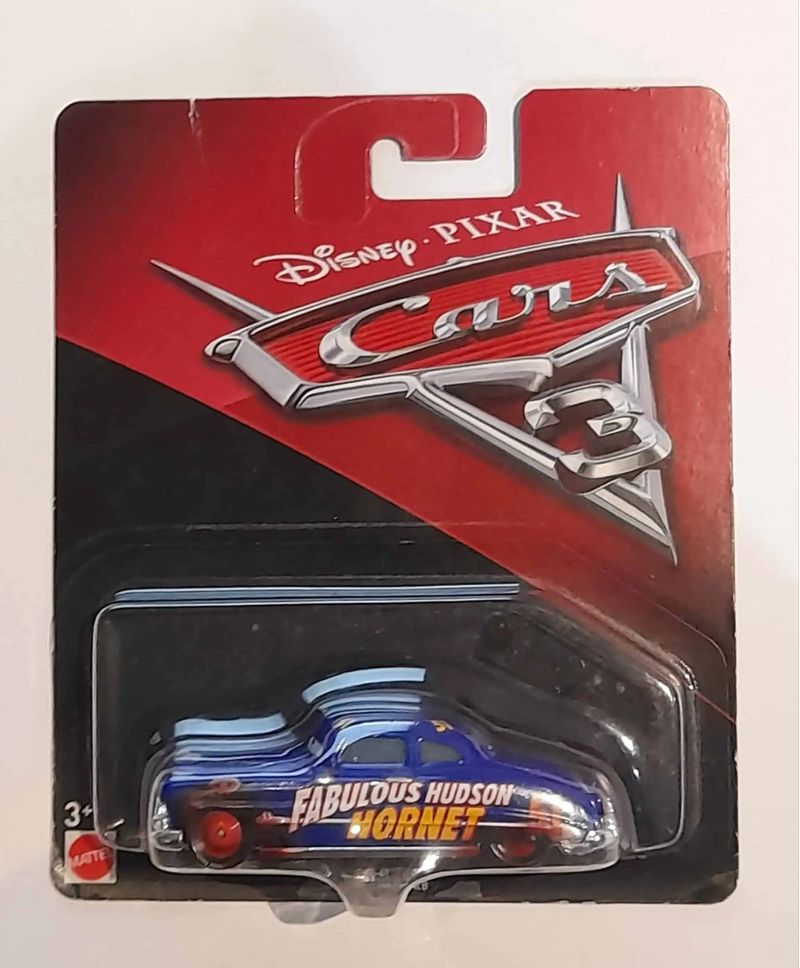 Disney · PIXAR
Cars
3
FABULOUS HUDSON
HORNET
3+
MATTEL